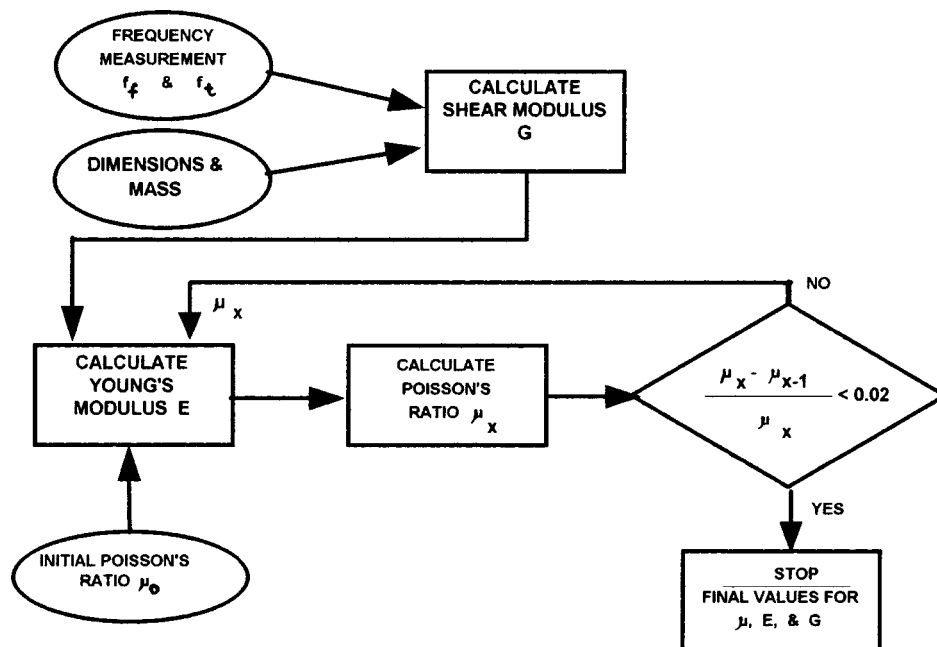 FREQUENCY
MEASUREMENT
f_f & f_t
DIMENSIONS &
MASS
CALCULATE
SHEAR MODULUS
G
NO
μ_x
CALCULATE
YOUNG'S
MODULUS E
CALCULATE
POISSON'S
RATIO μ_x
μ_x - μ_x-1
< 0.02
μ_x
YES
INITIAL POISSON'S
RATIO μ_o
STOP
FINAL VALUES FOR
μ, E, & G